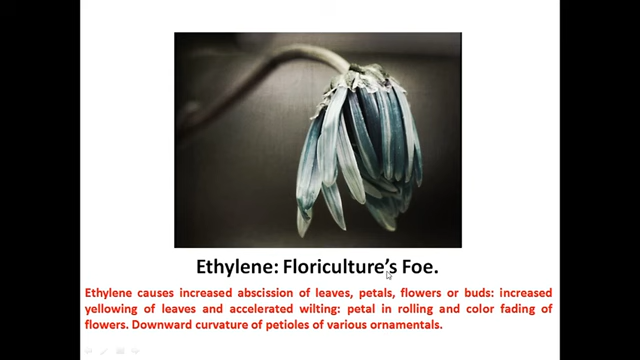 Ethylene: Floriculture's Foe.
Ethylene causes increased abscission of leaves, petals, flowers or buds: increased
yellowing of leaves and accelerated wilting: petal in rolling and color fading of
flowers. Downward curvature of petioles of various ornamentals.